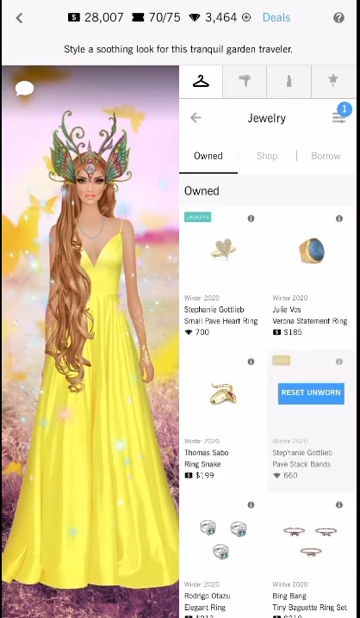 28,007 70/75 3,464 Deals
Style a soothing look for this tranquil garden traveler.
Jewelry
1
Owned Shop Borrow
Owned
UNWORN
Winter 2020
Stephanie Gottlieb
Small Pave Heart Ring
700
Winter 2020
Julie Vos
Verona Statement Ring
$ $185
Winter 2020
Thomas Sabo
Ring Snake
$ $199
RESET UNWORN
Winter 2020
Stephanie Gottlieb
Pave Stack Bands
660
Winter 2020
Rodrigo Otazu
Elegant Ring
Winter 2020
Bing Bang
Tiny Baguette Ring Set